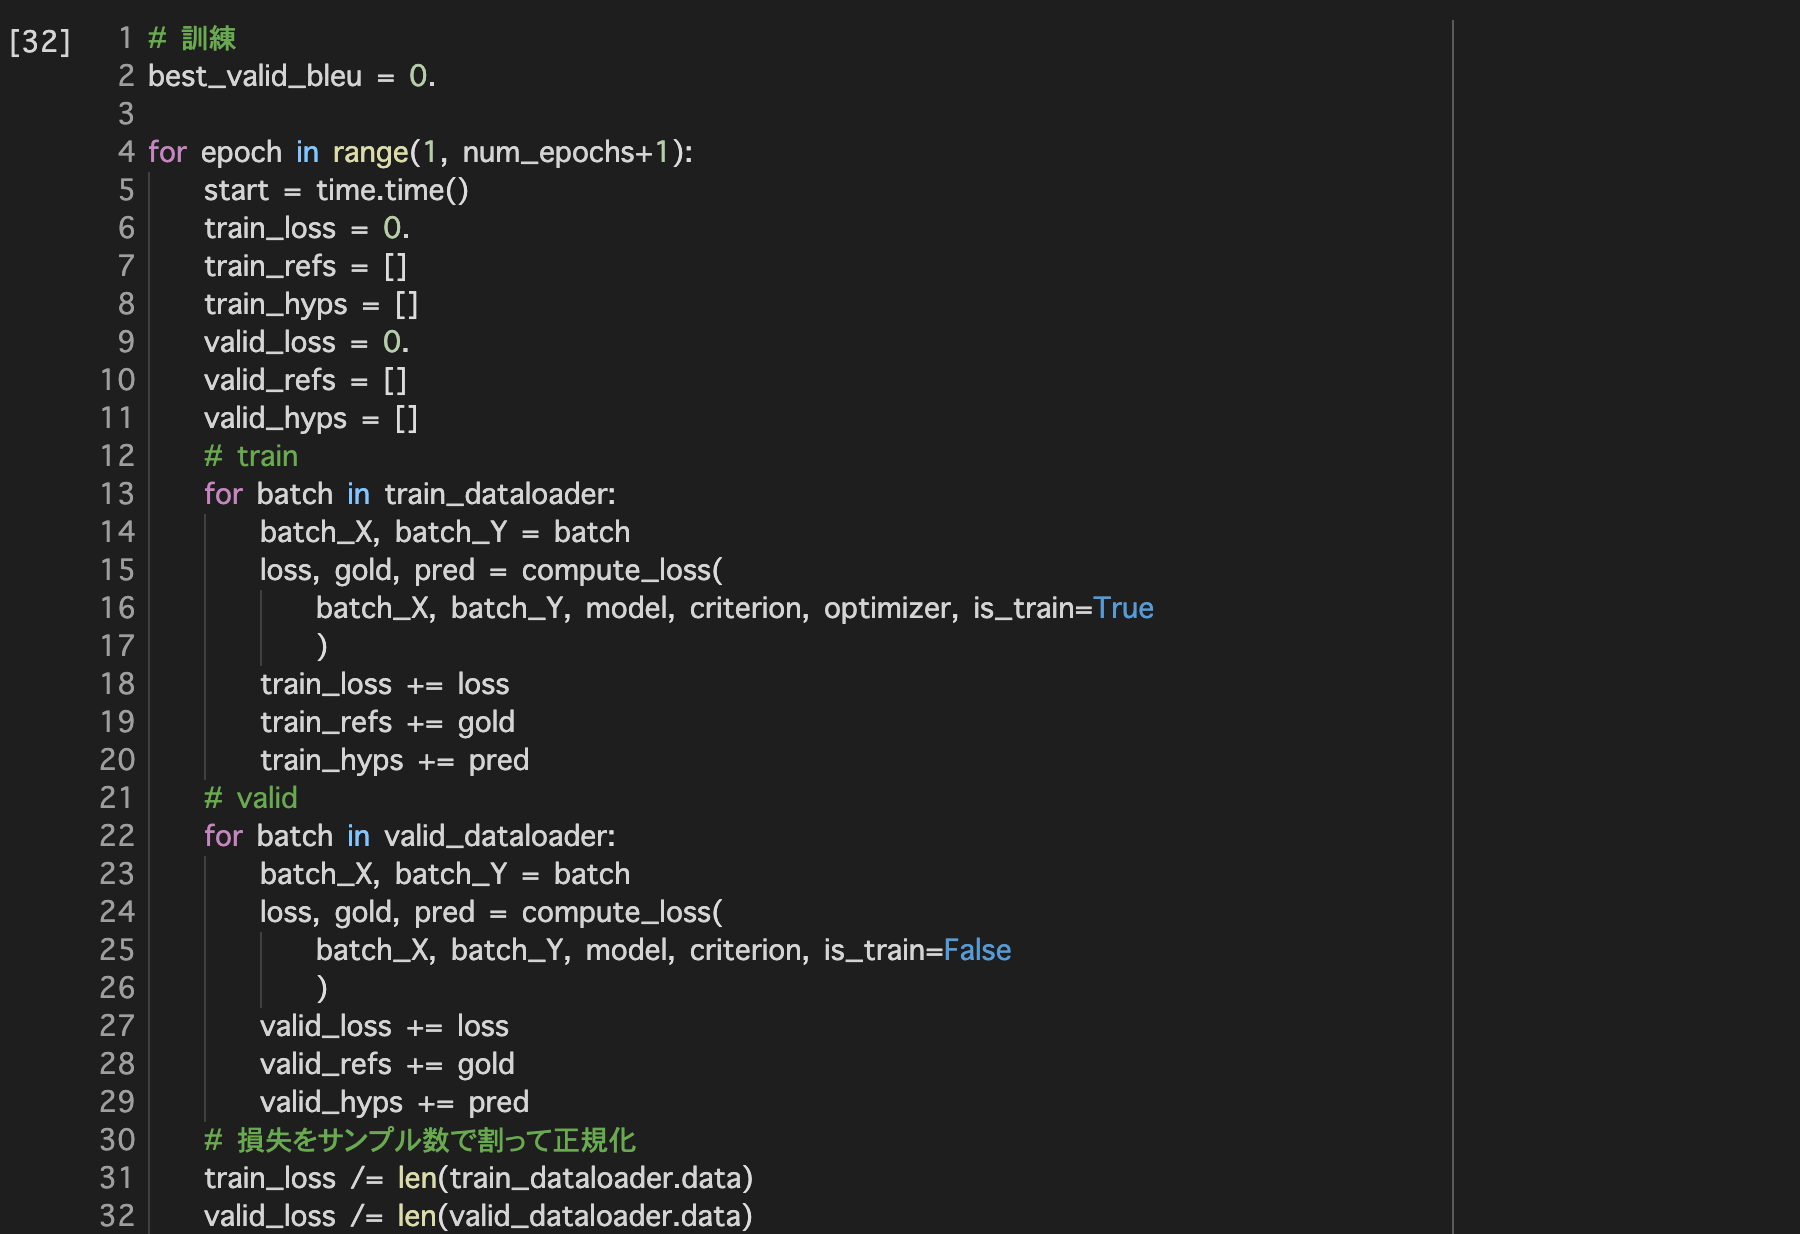 [32] 1 # 訓練
2 best_valid_bleu = 0.
3
4 for epoch in range(1, num_epochs+1):
5     start = time.time()
6     train_loss = 0.
7     train_refs = []
8     train_hyps = []
9     valid_loss = 0.
10     valid_refs = []
11     valid_hyps = []
12     # train
13     for batch in train_dataloader:
14         batch_X, batch_Y = batch
15         loss, gold, pred = compute_loss(
16             batch_X, batch_Y, model, criterion, optimizer, is_train=True
17             )
18         train_loss += loss
19         train_refs += gold
20         train_hyps += pred
21     # valid
22     for batch in valid_dataloader:
23         batch_X, batch_Y = batch
24         loss, gold, pred = compute_loss(
25             batch_X, batch_Y, model, criterion, is_train=False
26             )
27         valid_loss += loss
28         valid_refs += gold
29         valid_hyps += pred
30     # 損失をサンプル数で割って正規化
31     train_loss /= len(train_dataloader.data)
32     valid_loss /= len(valid_dataloader.data)